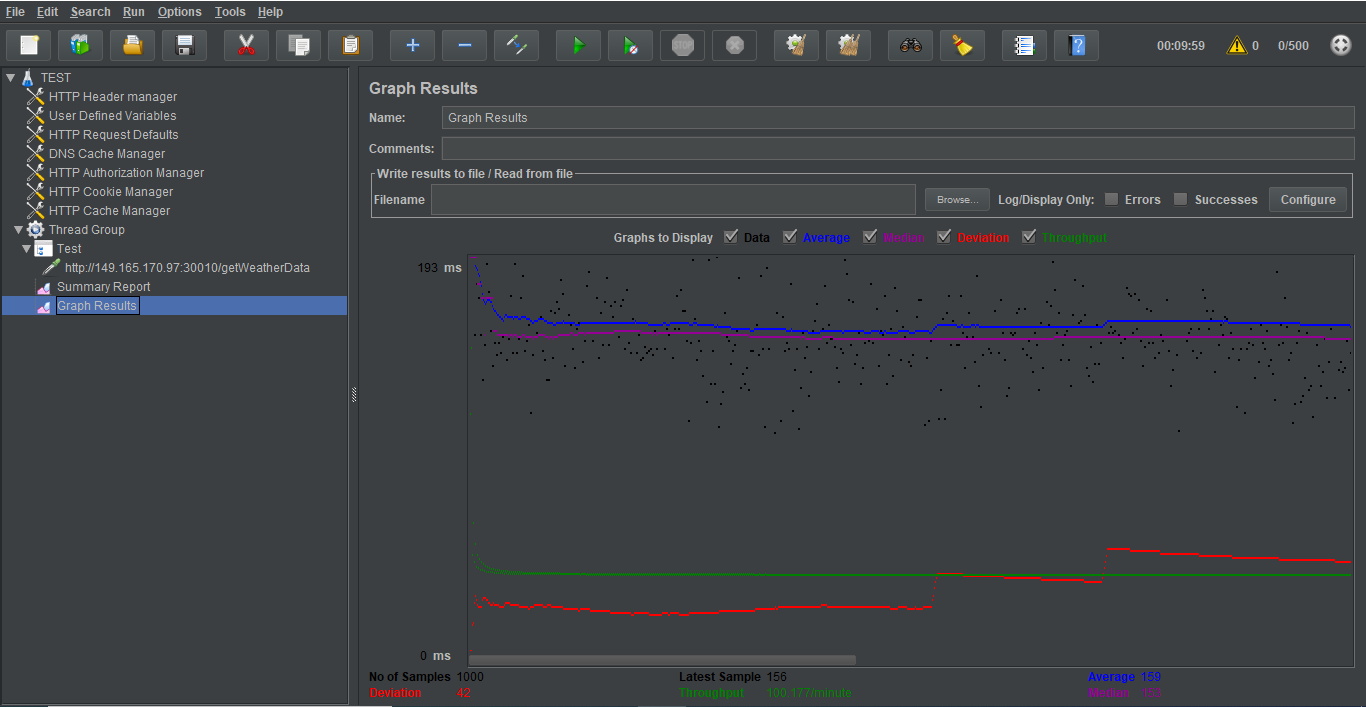 File Edit Search Run Options Tools Help
STOP 00:09:59 0 0/500
TEST
HTTP Header manager
User Defined Variables
HTTP Request Defaults
DNS Cache Manager
HTTP Authorization Manager
HTTP Cookie Manager
HTTP Cache Manager
Thread Group
Test
http://149.165.170.97:30010/getWeatherData
Summary Report
Graph Results
Graph Results
Name: Graph Results
Comments:
Write results to file / Read from file
Filename Browse... Log/Display Only: Errors Successes Configure
Graphs to Display Data Average Median Deviation Throughput
193 ms
0 ms
No of Samples 1000 Latest Sample 156 Average 159
Deviation 42 Throughput 100.177/minute Median 153